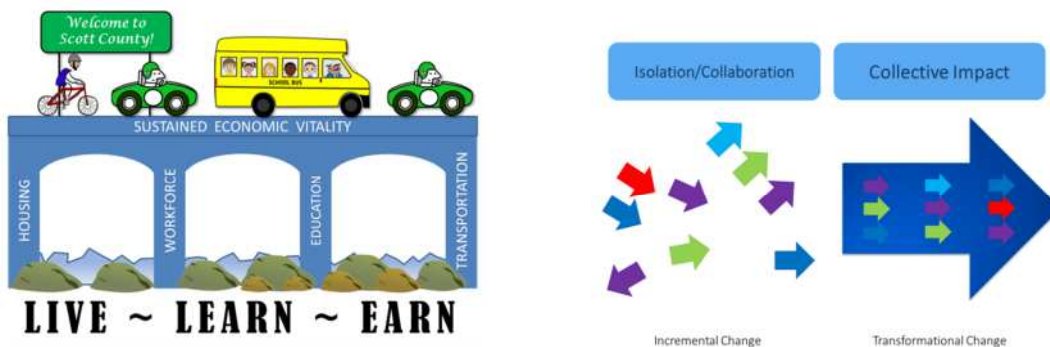 Welcome to
Scott County!
SCHOOL BUS
SUSTAINED ECONOMIC VITALITY
HOUSING
WORKFORCE
EDUCATION
TRANSPORTATION
LIVE ~ LEARN ~ EARN
Isolation/Collaboration
Collective Impact
Incremental Change
Transformational Change